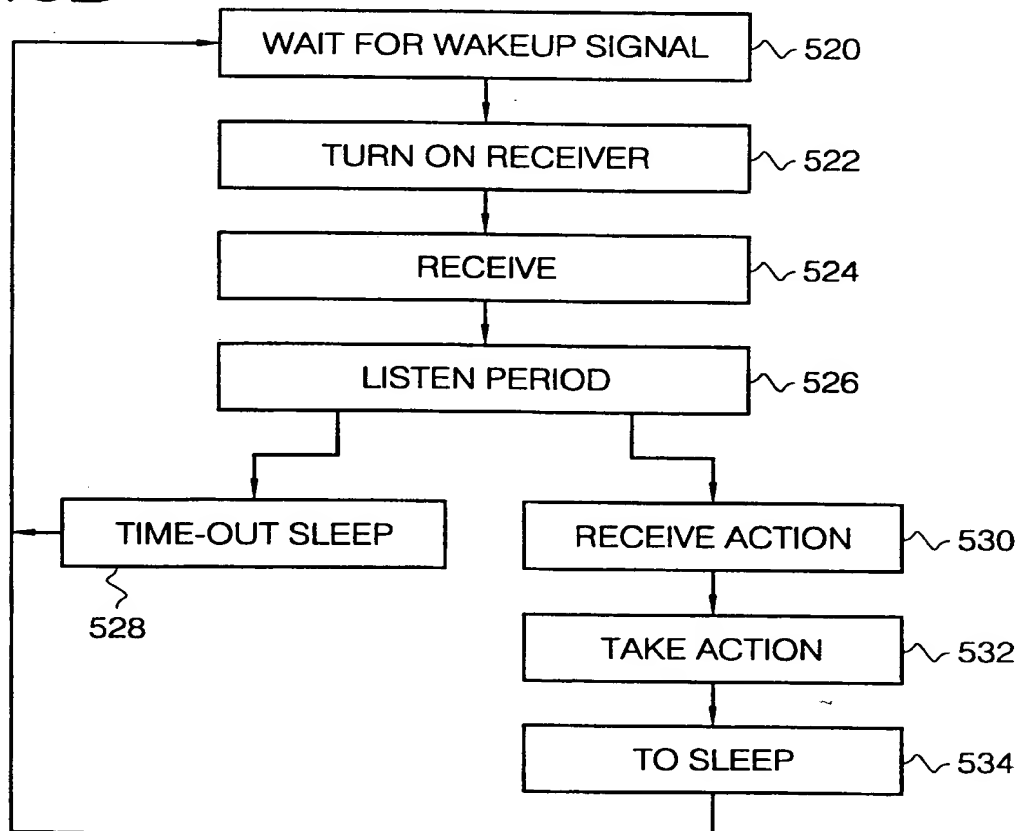 WAIT FOR WAKEUP SIGNAL 520
TURN ON RECEIVER 522
RECEIVE 524
LISTEN PERIOD 526
TIME-OUT SLEEP
528
RECEIVE ACTION 530
TAKE ACTION 532
TO SLEEP 534